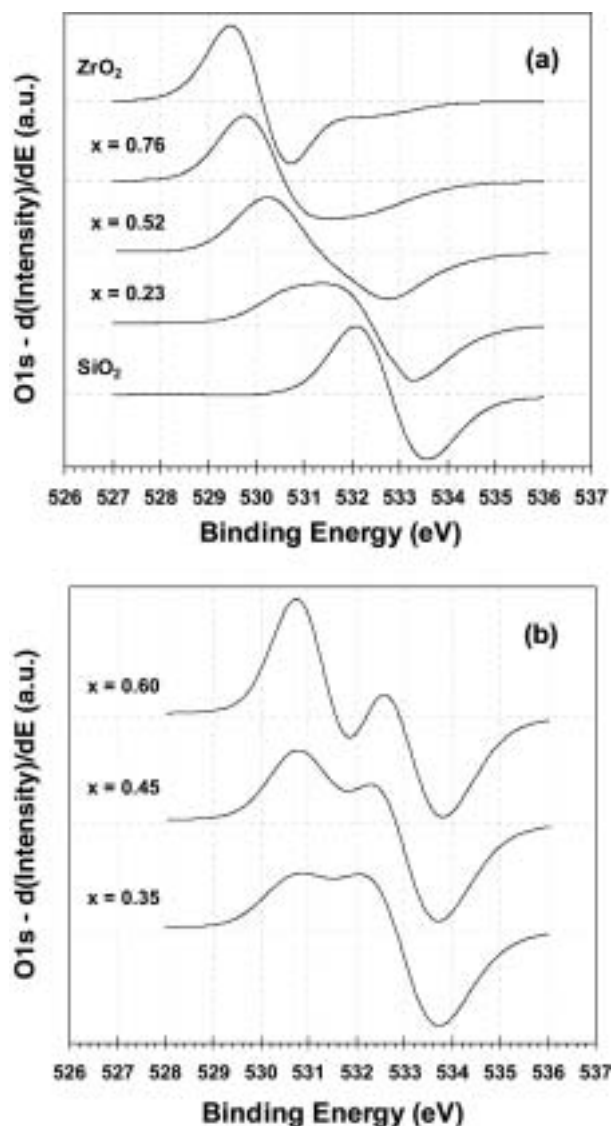 (a)
ZrO₂
x = 0.76
x = 0.52
x = 0.23
SiO₂
O1s - d(Intensity)/dE (a.u.)
526 527 528 529 530 531 532 533 534 535 536 537
Binding Energy (eV)
(b)
x = 0.60
x = 0.45
x = 0.35
O1s - d(Intensity)/dE (a.u.)
526 527 528 529 530 531 532 533 534 535 536 537
Binding Energy (eV)